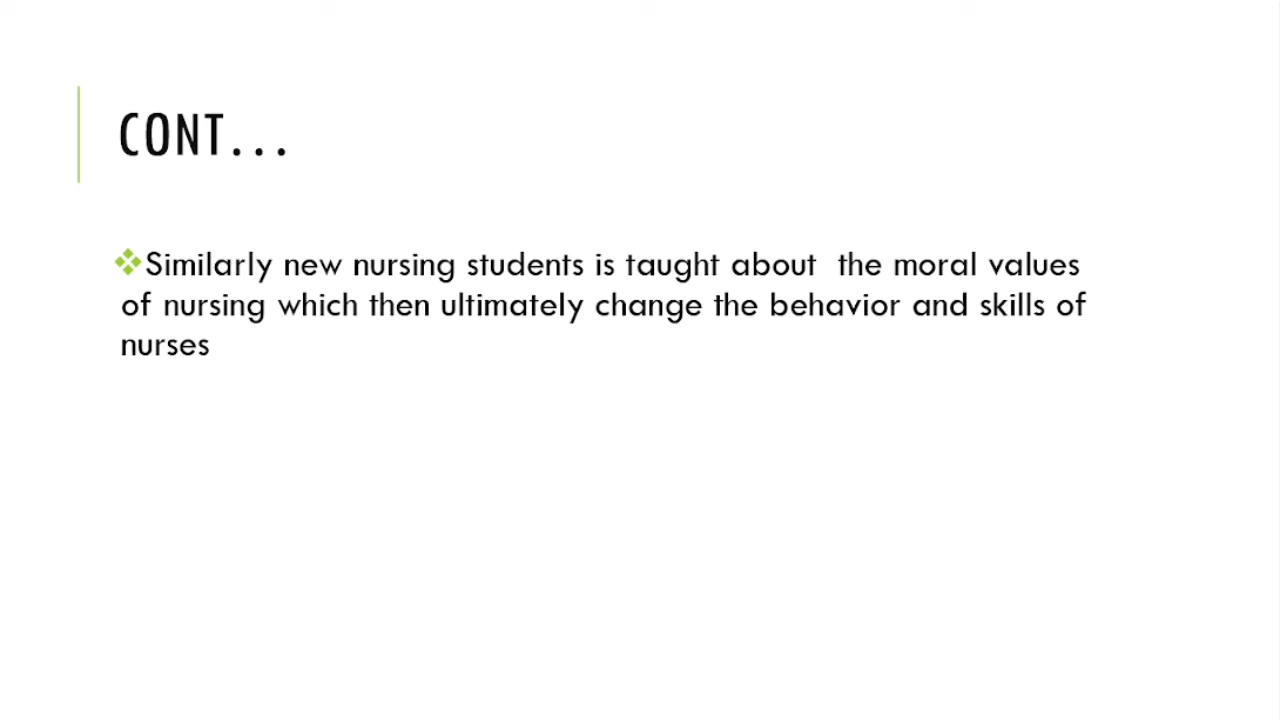 CONT...
❖Similarly new nursing students is taught about  the moral values
of nursing which then ultimately change the behavior and skills of
nurses